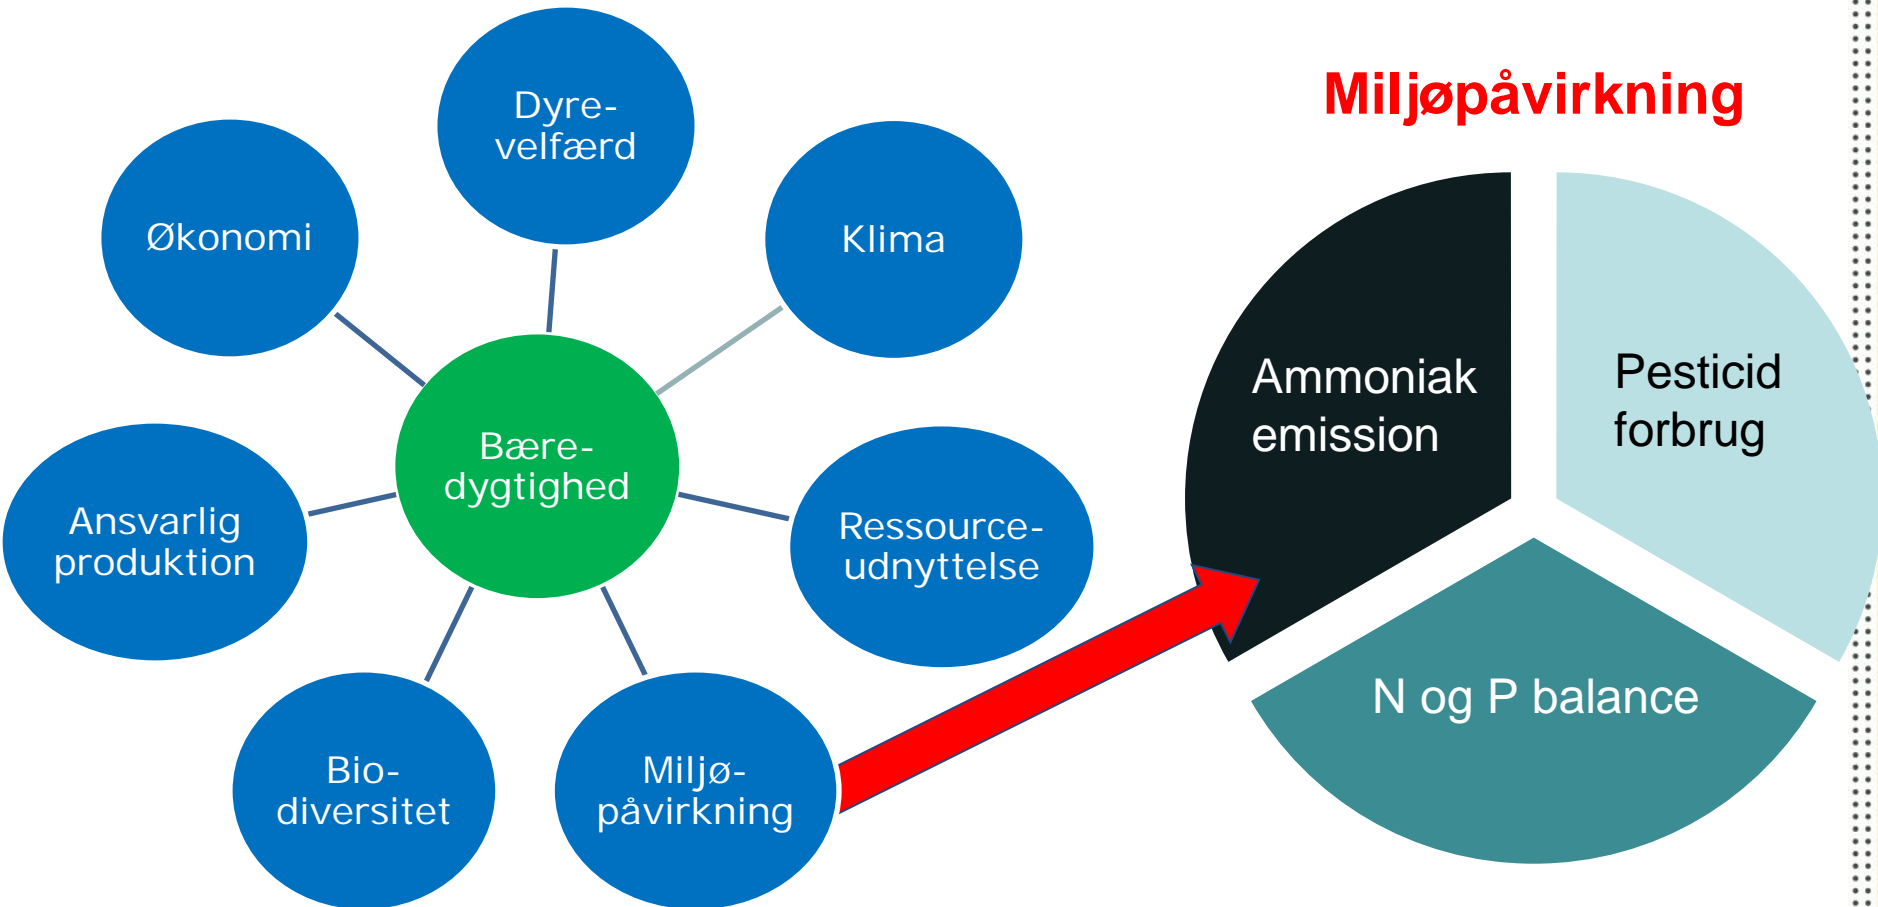 Dyre-
velfærd
Økonomi
Klima
Bære-
dygtighed
Ansvarlig
produktion
Ressource-
udnyttelse
Bio-
diversitet
Miljø-
påvirkning
Miljøpåvirkning
Ammoniak
emission
Pesticid
forbrug
N og P balance